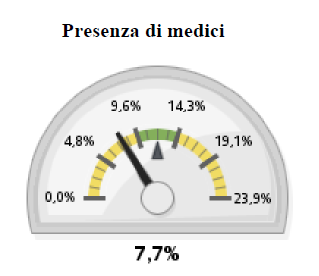 Presenza di medici
9,6% 14,3%
4,8% 19,1%
0,0% 23,9%
7,7%